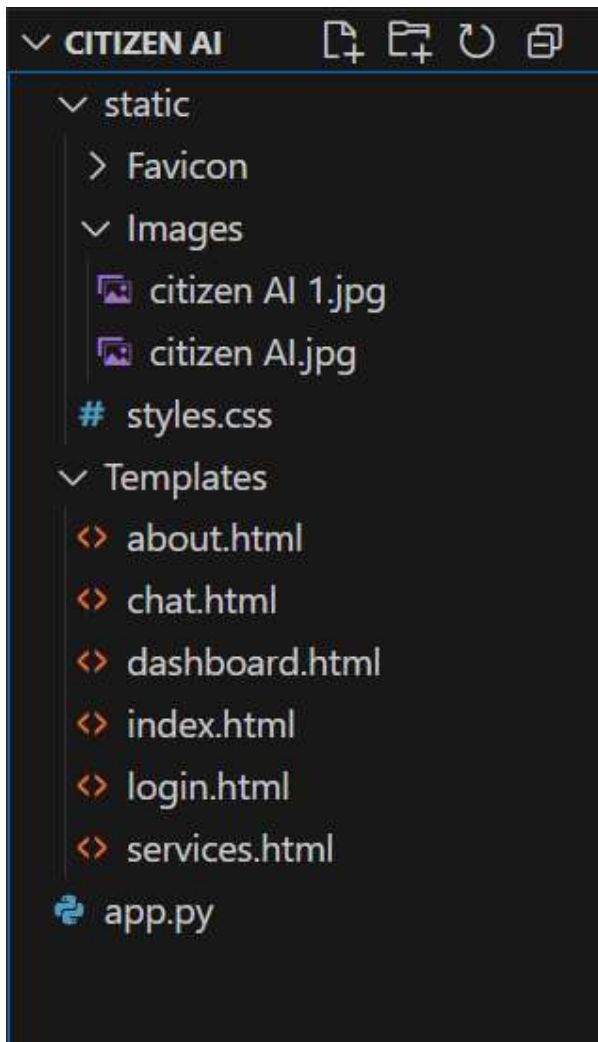 CITIZEN AI
static
Favicon
Images
citizen AI 1.jpg
citizen AI.jpg
# styles.css
Templates
<> about.html
<> chat.html
<> dashboard.html
<> index.html
<> login.html
<> services.html
app.py